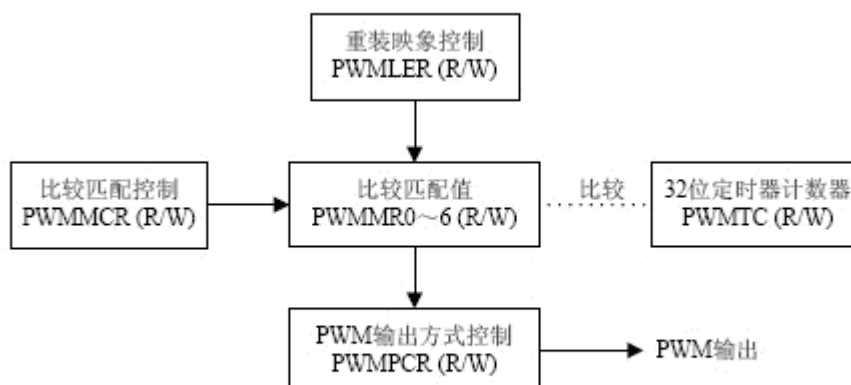 重装映象控制
PWMLER (R/W)
比较匹配控制
PWMMCR (R/W)
比较匹配值
PWMMR0～6 (R/W)
比较
32位定时器计数器
PWMTC (R/W)
PWM输出方式控制
PWMPCR (R/W)
PWM输出